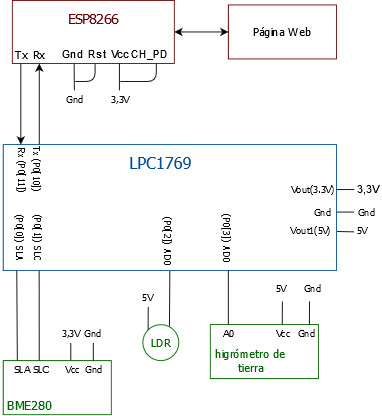 ESP8266
Tx Rx Gnd Rst Vcc CH_PD
Página Web
Gnd
3,3V
Rx (P0[11])
Tx (P0[10])
LPC1769
Vout(3.3V) 3,3V
Gnd Gnd
Vout1(5V) 5V
(P0[0]) SLA
(P0[1]) SLC
(P0[2]) AD0
(P0[3]) AD0
5V
LDR
5V Gnd
A0 Vcc Gnd
higrómetro de
tierra
3,3V Gnd
SLA SLC Vcc Gnd
BME280